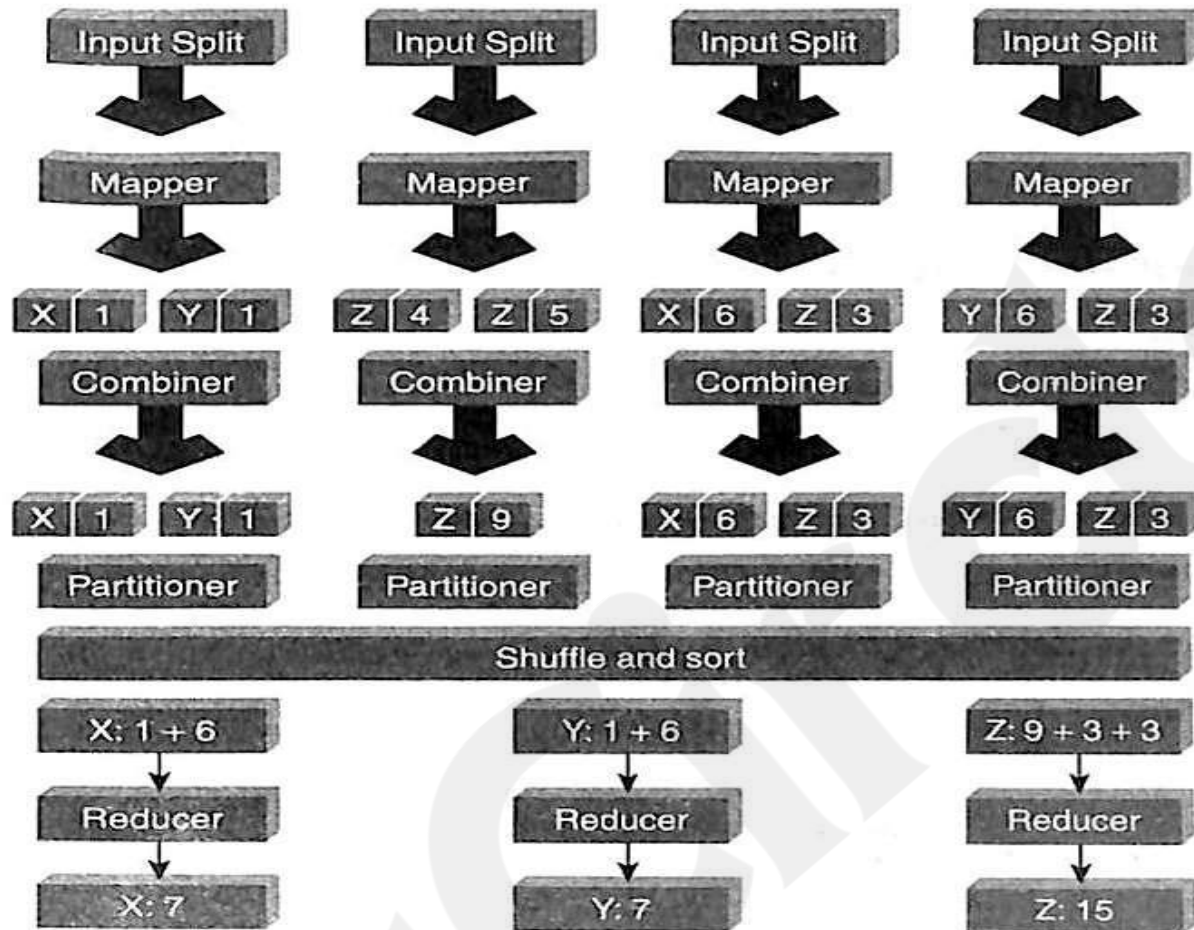 Input Split Input Split Input Split Input Split
Mapper Mapper Mapper Mapper
X 1 Y 1 Z 4 Z 5 X 6 Z 3 Y 6 Z 3
Combiner Combiner Combiner Combiner
X 1 Y 1 Z 9 X 6 Z 3 Y 6 Z 3
Partitioner Partitioner Partitioner Partitioner
Shuffle and sort
X: 1 + 6 Y: 1 + 6 Z: 9 + 3 + 3
Reducer Reducer Reducer
X: 7 Y: 7 Z: 15